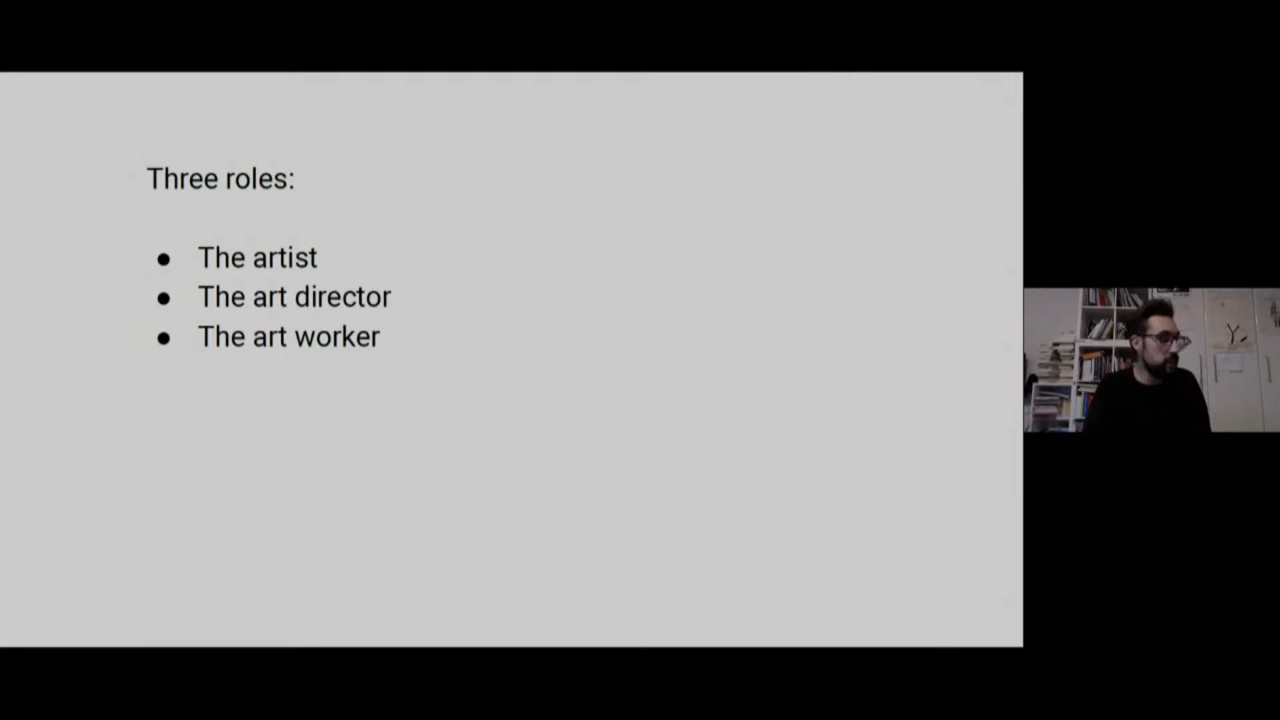 Three roles:
● The artist
● The art director
● The art worker